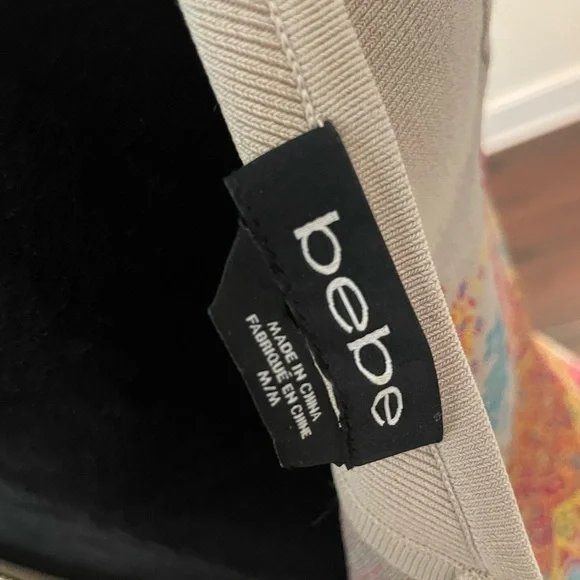 bebe
MADE IN CHINA
FABRIQUÉ EN CHINE
M/M